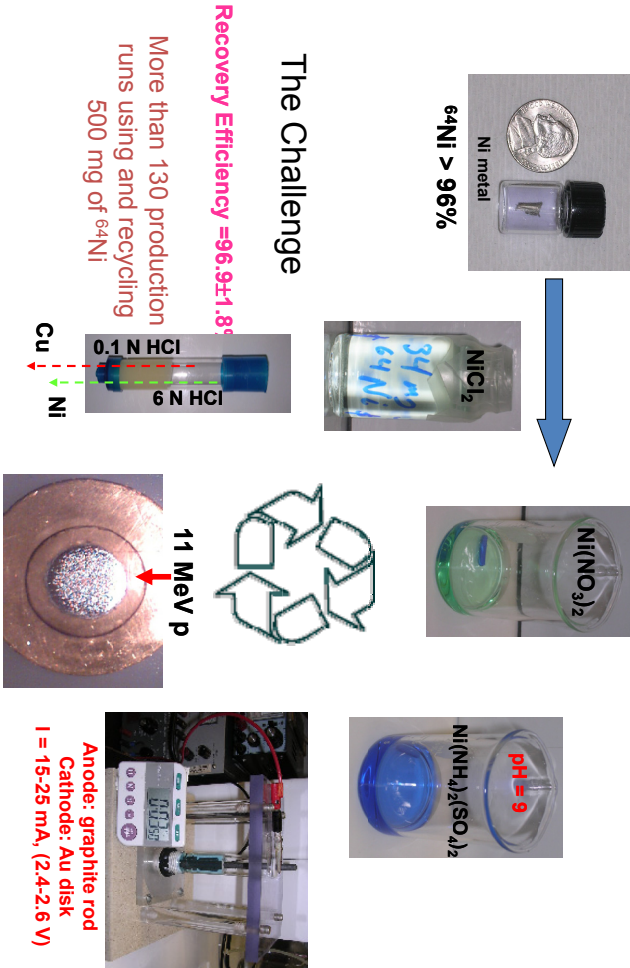 The Challenge
Ni metal
⁶⁴Ni > 96%
Ni(NO₃)₂
pH = 9
Ni(NH₄)₂(SO₄)₂
NiCl₂
34 mg
64Ni
Recovery Efficiency =96.9±1.8
More than 130 production
runs using and recycling
500 mg of ⁶⁴Ni
0.1 N HCl
6 N HCl
Cu
Ni
11 MeV p
Anode: graphite rod
Cathode: Au disk
I = 15-25 mA, (2.4-2.6 V)